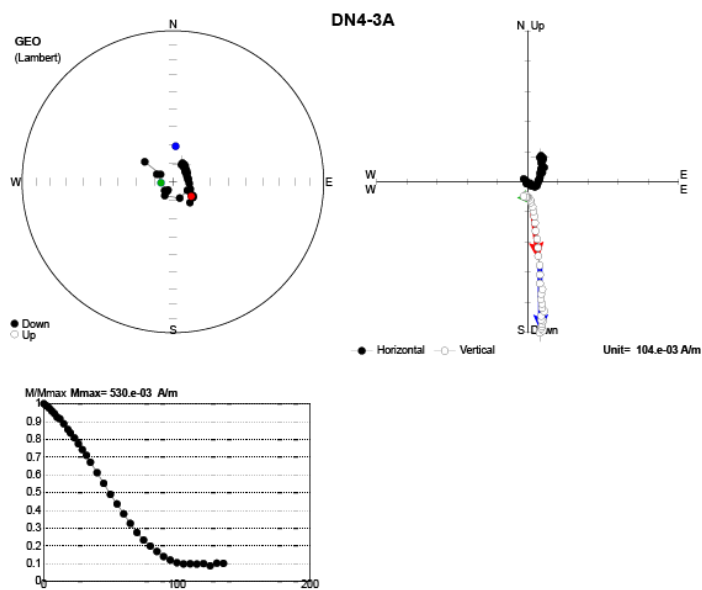 DN4-3A
GEO
(Lambert)
N
W
E
S
Down
Up
N Up
W
W
E
E
S Down
Horizontal
Vertical
Unit= 104.e-03 A/m
M/Mmax Mmax= 530.e-03 A/m
1
0.9
0.8
0.7
0.6
0.5
0.4
0.3
0.2
0.1
0
0
100
200